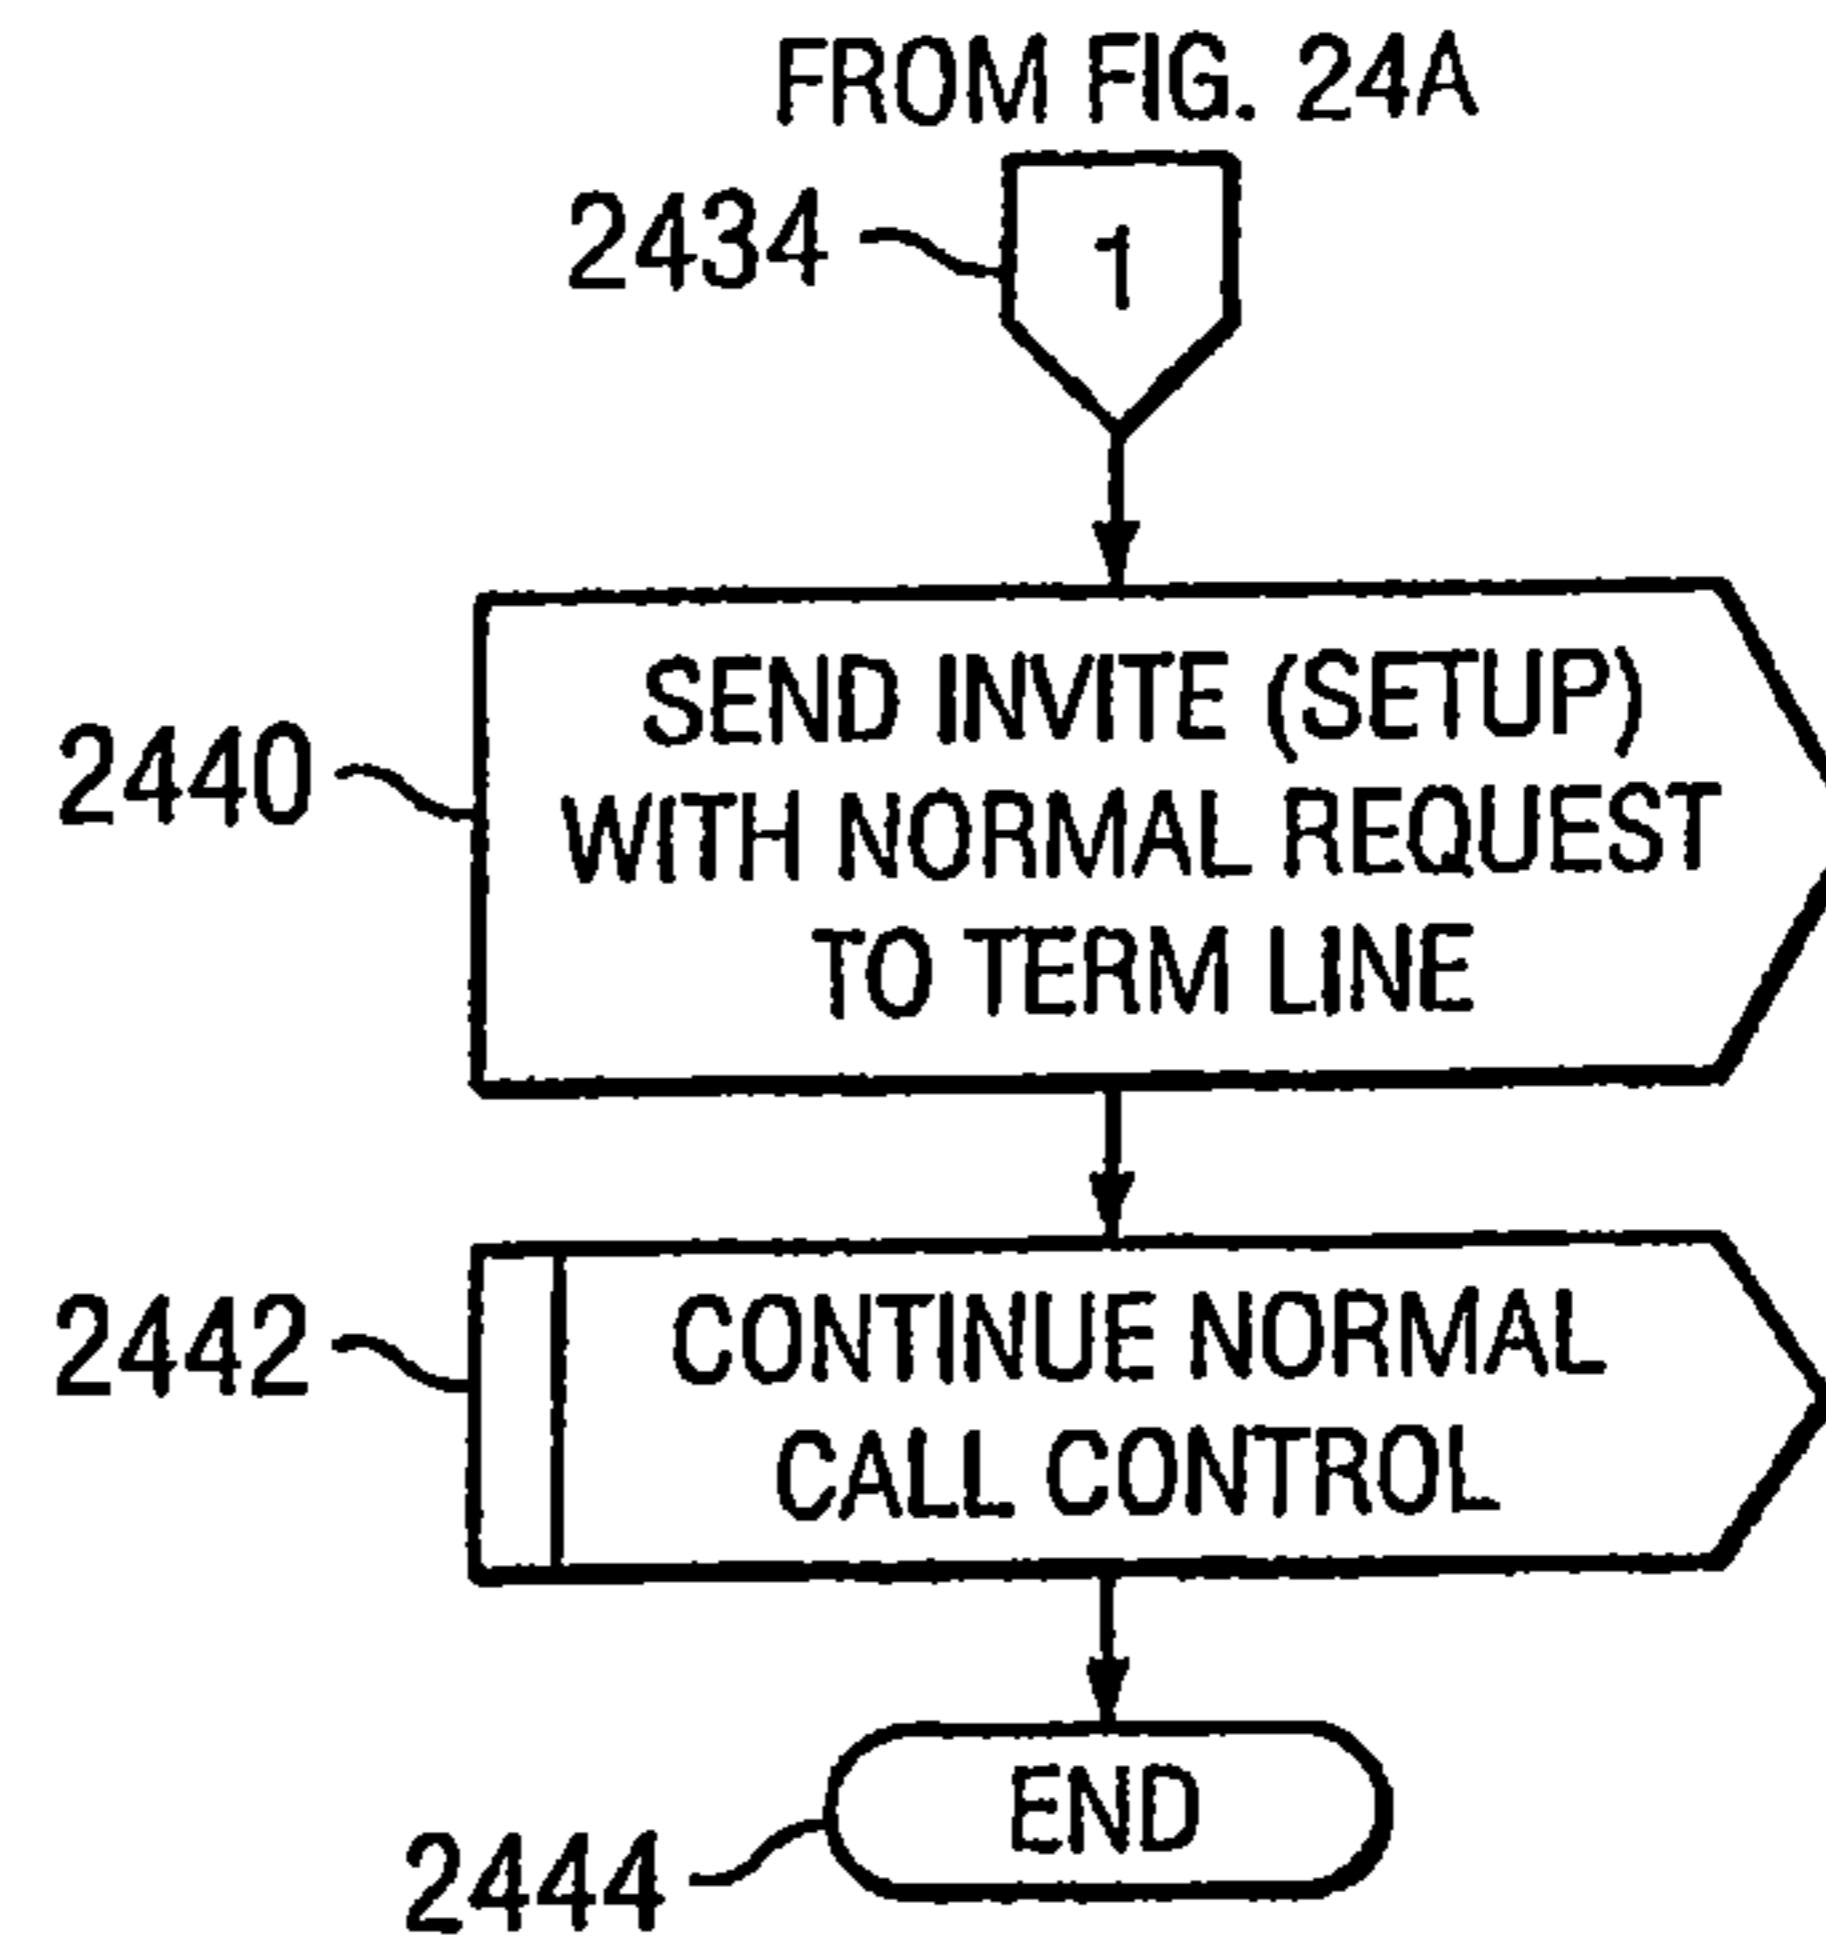 FROM FIG. 24A
2434
1
2440
SEND INVITE (SETUP)
WITH NORMAL REQUEST
TO TERM LINE
2442
CONTINUE NORMAL
CALL CONTROL
END
2444